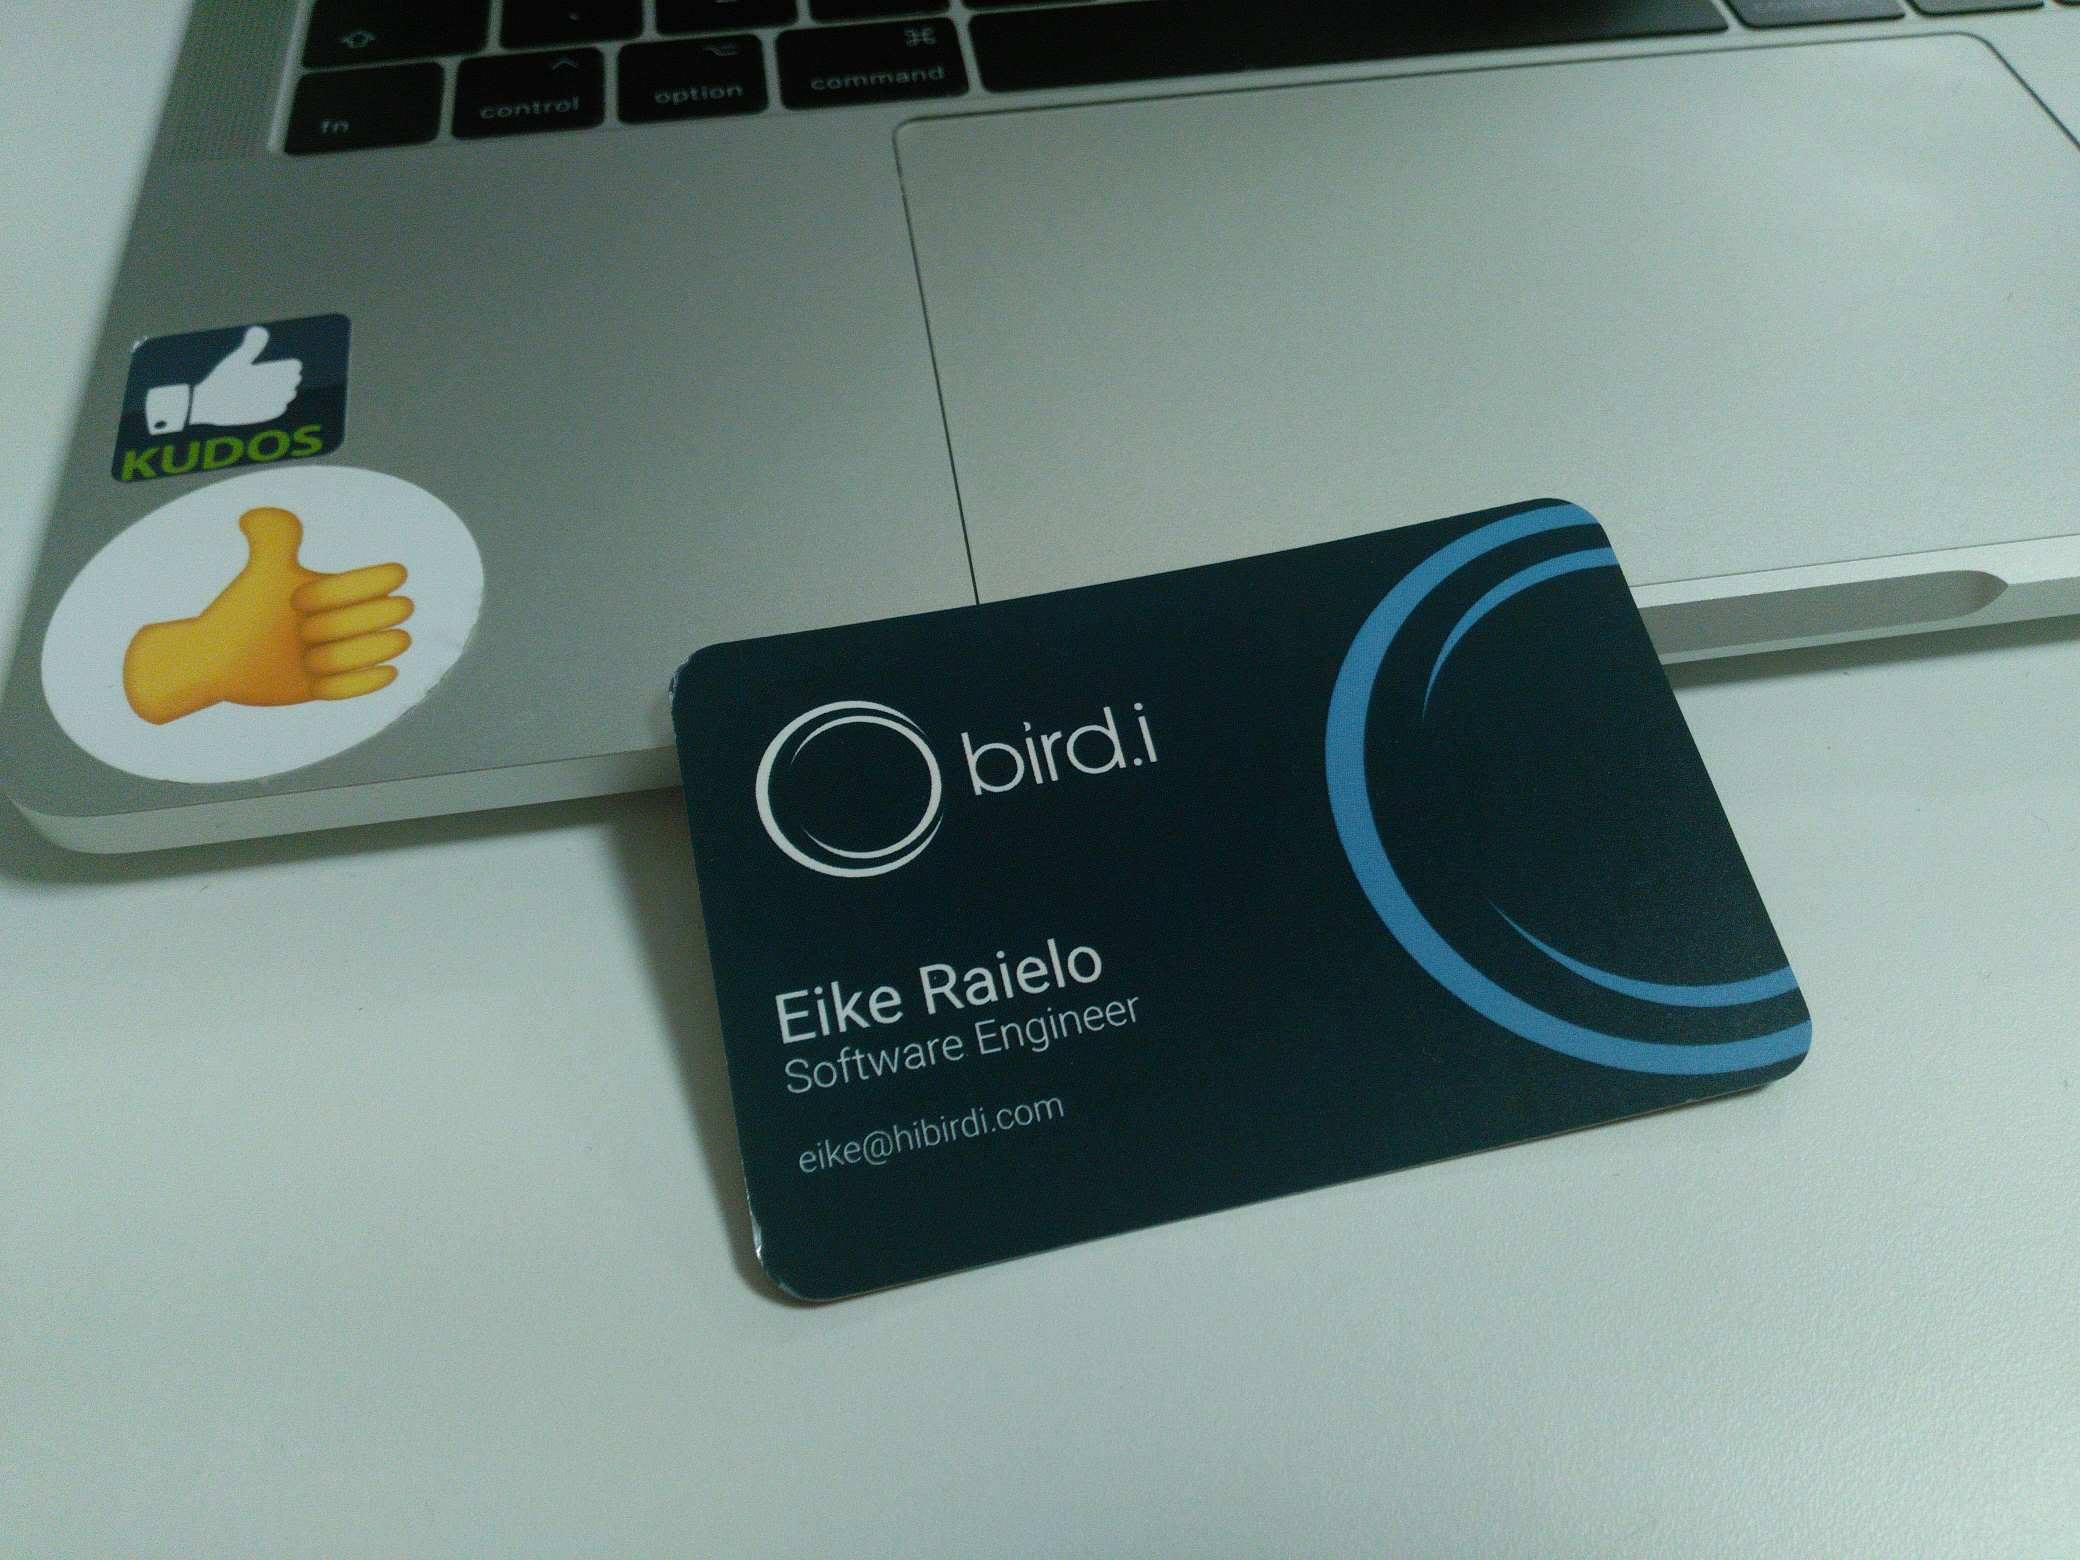 fn
control
option
command
KUDOS
bird.i
Eike Raielo
Software Engineer
eike@hibirdi.com